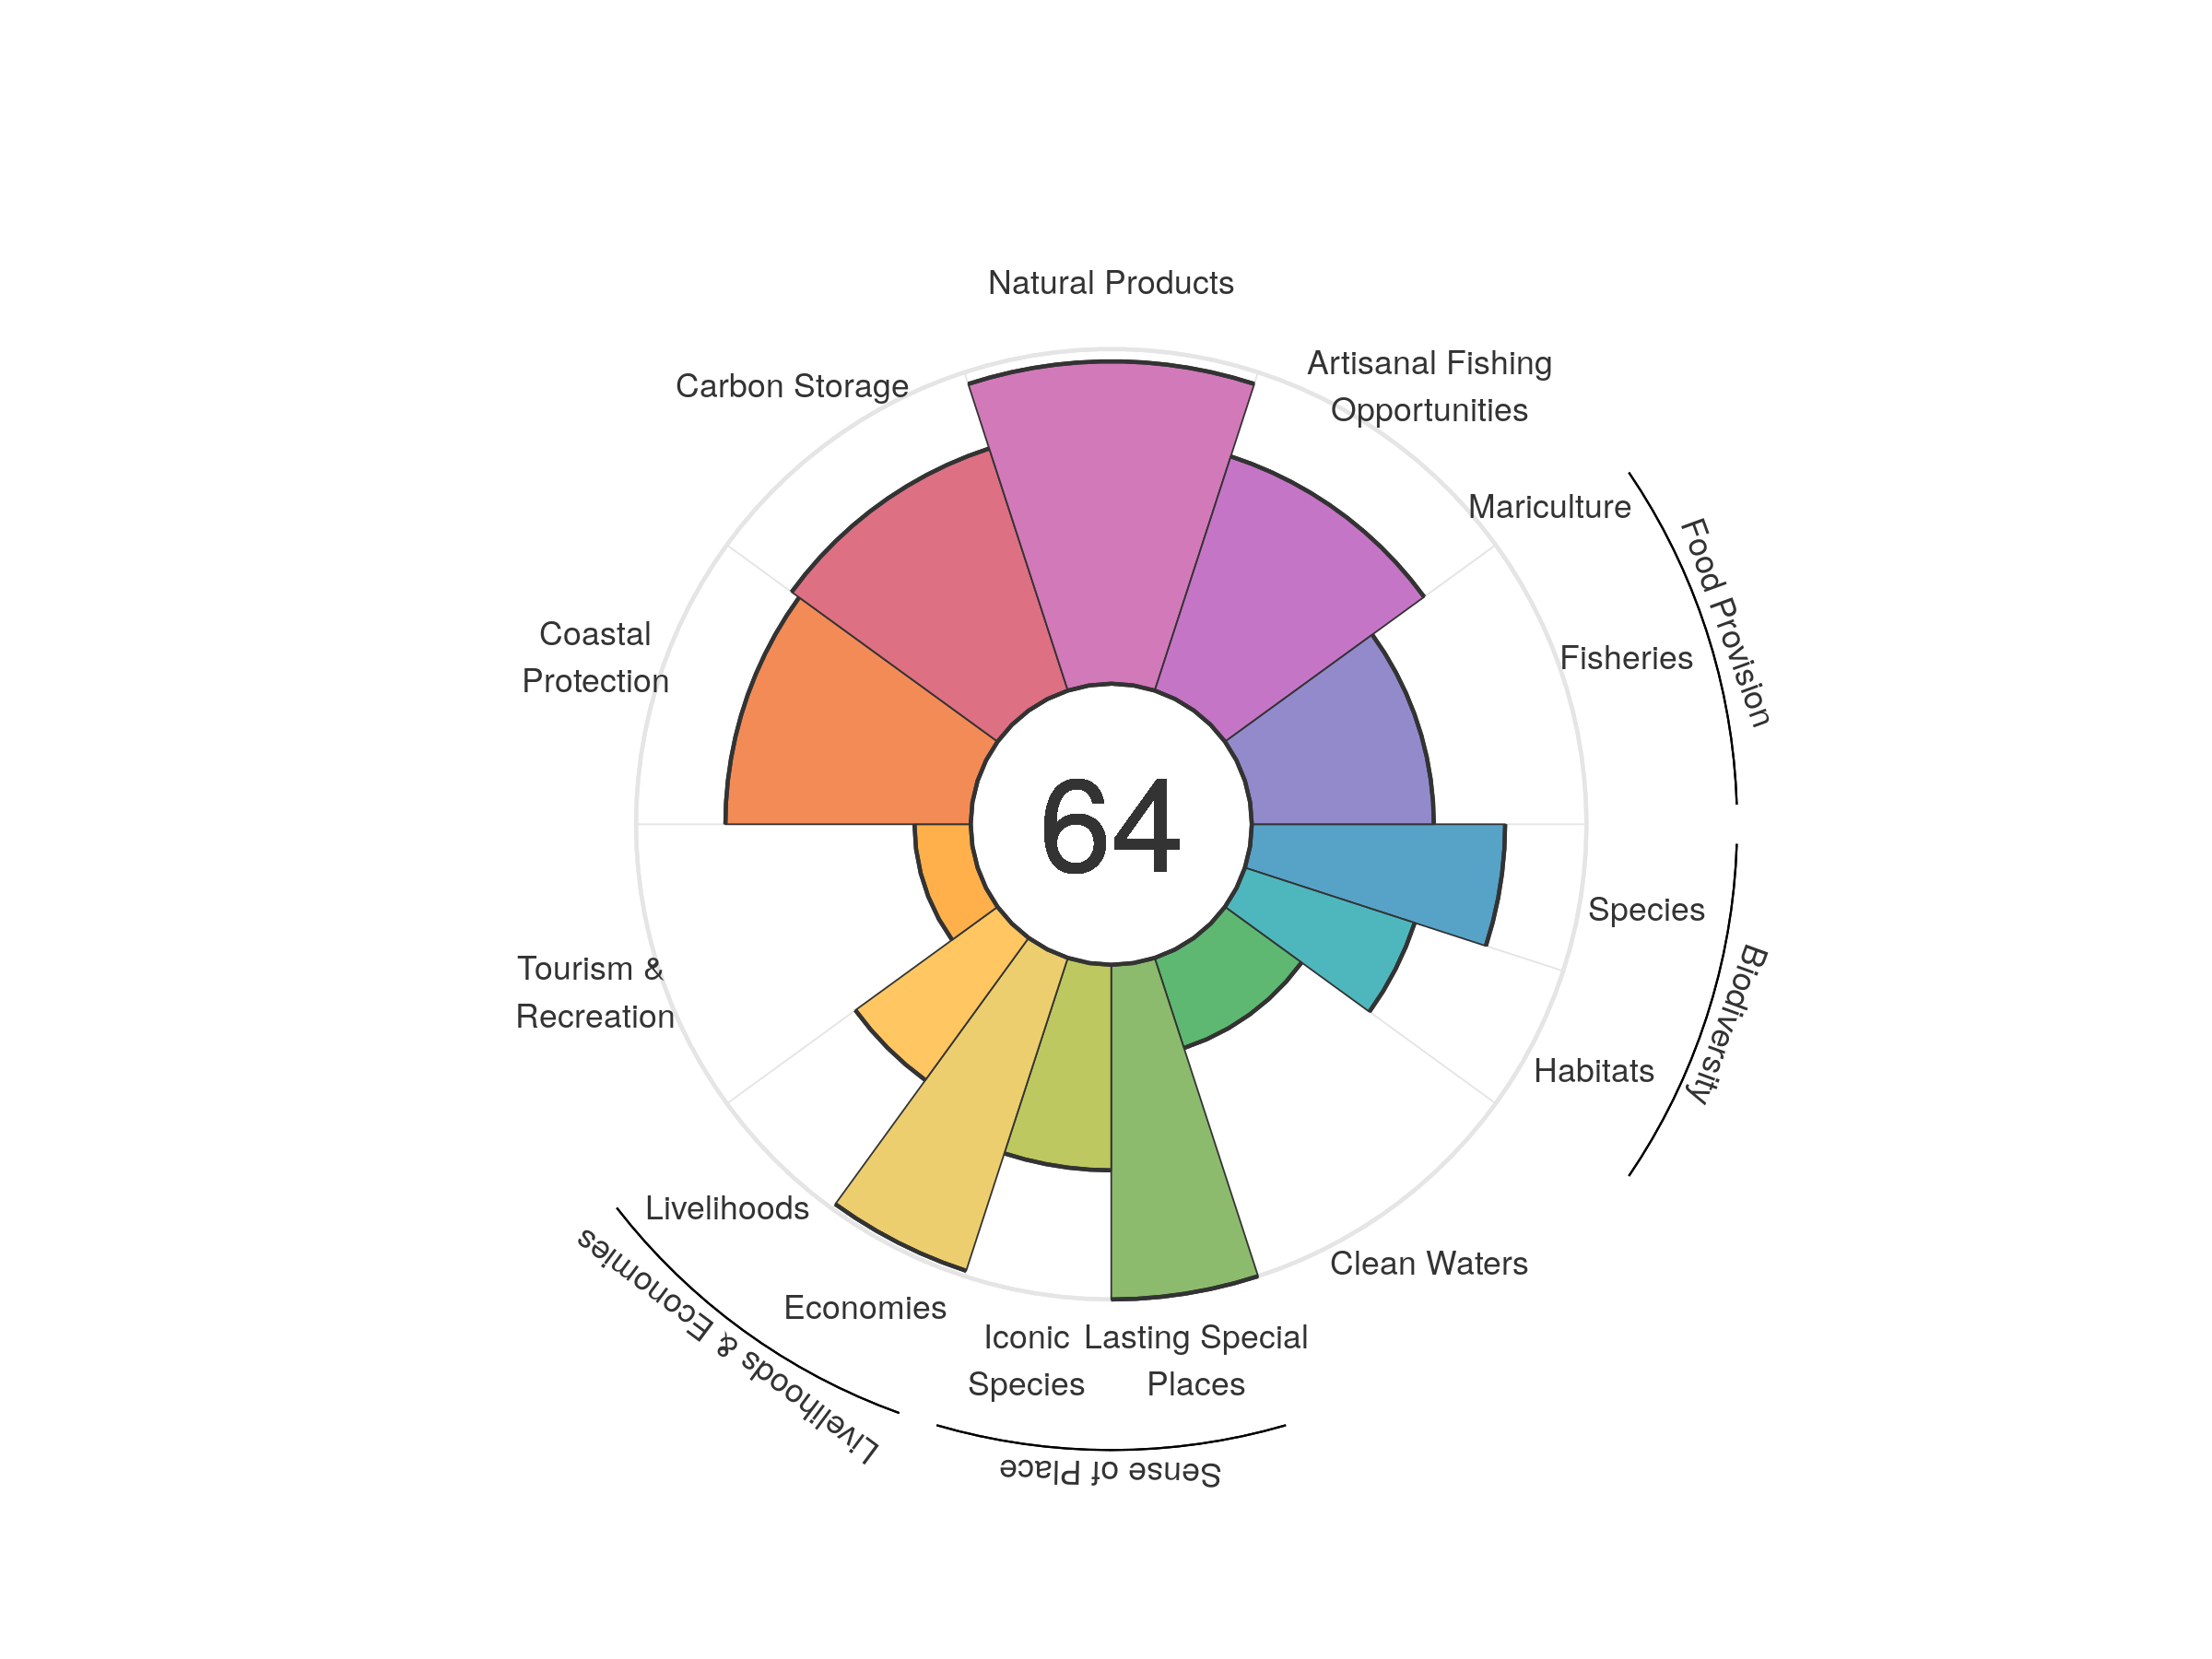 Natural Products
Artisanal Fishing
Opportunities
Carbon Storage
Mariculture
Food Provision
Fisheries
Coastal
Protection
64
Species
Biodiversity
Tourism &
Recreation
Habitats
Livelihoods
Livelihoods & Economies
Clean Waters
Economies
Iconic
Species
Lasting Special
Places
Sense of Place